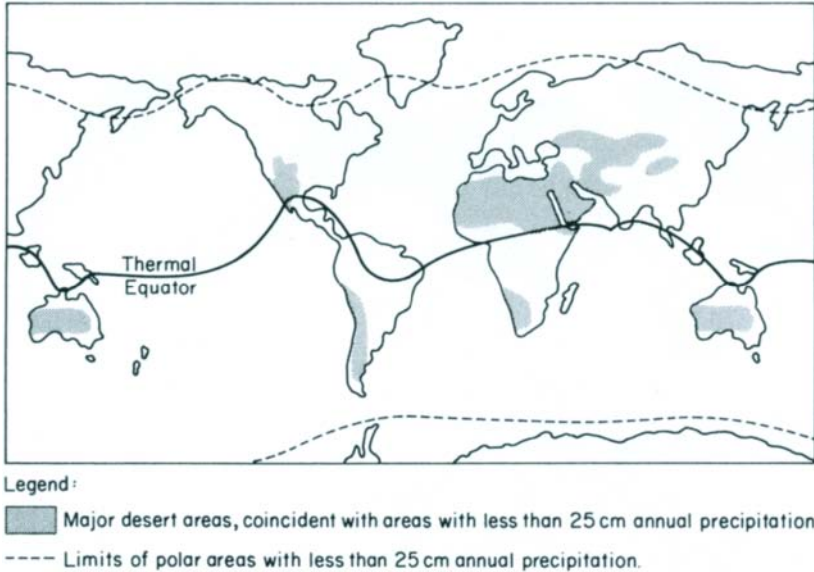 Thermal
Equator
Legend:
Major desert areas, coincident with areas with less than 25 cm annual precipitation
---- Limits of polar areas with less than 25 cm annual precipitation.